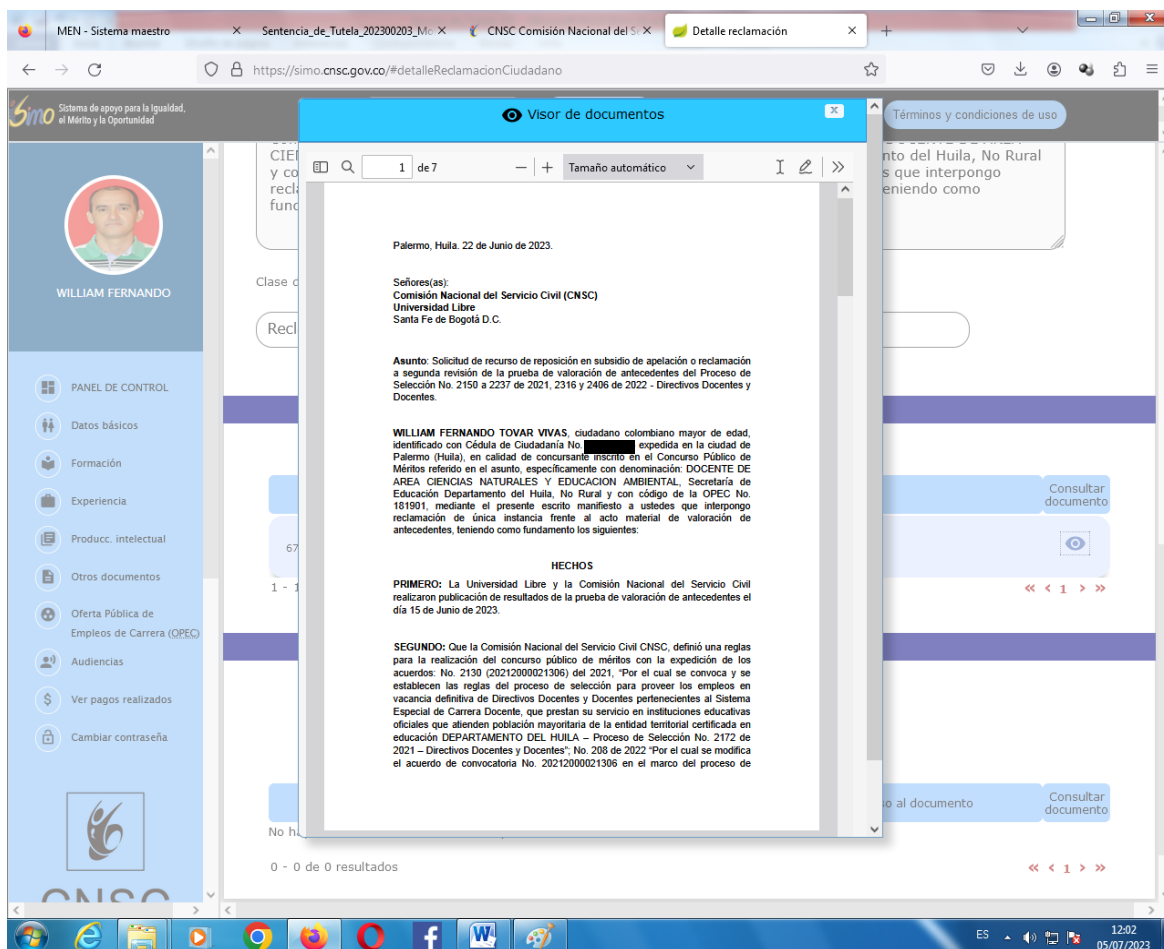 MEN - Sistema maestro
Sentencia_de_Tutela_202300203_Mo
CNSC Comisión Nacional del Se
Detalle reclamación
https://simo.cnsc.gov.co/#detalleReclamacionCiudadano
Simo Sistema de apoyo para la Igualdad,
el Mérito y la Oportunidad
Términos y condiciones de uso
WILLIAM FERNANDO
PANEL DE CONTROL
Datos básicos
Formación
Experiencia
Producc. intelectual
Otros documentos
Oferta Pública de
Empleos de Carrera (OPEC)
Audiencias
Ver pagos realizados
Cambiar contraseña
CNSC
CIEN
nto del Huila, No Rural
y co
s que interpongo
recla
eniendo como
fund
Clase d
Recl
Visor de documentos
1 de 7
Tamaño automático
Palermo, Huila. 22 de Junio de 2023.
Señores(as):
Comisión Nacional del Servicio Civil (CNSC)
Universidad Libre
Santa Fe de Bogotá D.C.
Asunto: Solicitud de recurso de reposición en subsidio de apelación o reclamación
a segunda revisión de la prueba de valoración de antecedentes del Proceso de
Selección No. 2150 a 2237 de 2021, 2316 y 2406 de 2022 - Directivos Docentes y
Docentes.
WILLIAM FERNANDO TOVAR VIVAS, ciudadano colombiano mayor de edad,
identificado con Cédula de Ciudadanía No. expedida en la ciudad de
Palermo (Huila), en calidad de concursante inscrito en el Concurso Público de
Méritos referido en el asunto, específicamente con denominación: DOCENTE DE
AREA CIENCIAS NATURALES Y EDUCACION AMBIENTAL, Secretaría de
Educación Departamento del Huila, No Rural y con código de la OPEC No.
181901, mediante el presente escrito manifiesto a ustedes que interpongo
reclamación de única instancia frente al acto material de valoración de
antecedentes, teniendo como fundamento los siguientes:
HECHOS
PRIMERO: La Universidad Libre y la Comisión Nacional del Servicio Civil
realizaron publicación de resultados de la prueba de valoración de antecedentes el
día 15 de Junio de 2023.
SEGUNDO: Que la Comisión Nacional del Servicio Civil CNSC, definió una reglas
para la realización del concurso público de méritos con la expedición de los
acuerdos: No. 2130 (20212000021306) del 2021, “Por el cual se convoca y se
establecen las reglas del proceso de selección para proveer los empleos en
vacancia definitiva de Directivos Docentes y Docentes pertenecientes al Sistema
Especial de Carrera Docente, que prestan su servicio en instituciones educativas
oficiales que atienden población mayoritaria de la entidad territorial certificada en
educación DEPARTAMENTO DEL HUILA – Proceso de Selección No. 2172 de
2021 – Directivos Docentes y Docentes”; No. 208 de 2022 “Por el cual se modifica
el acuerdo de convocatoria No. 20212000021306 en el marco del proceso de
Consultar
documento
67
1 - 1
« < 1 > »
so al documento
Consultar
documento
No ha
0 - 0 de 0 resultados
« < 1 > »
ES
12:02
05/07/2023